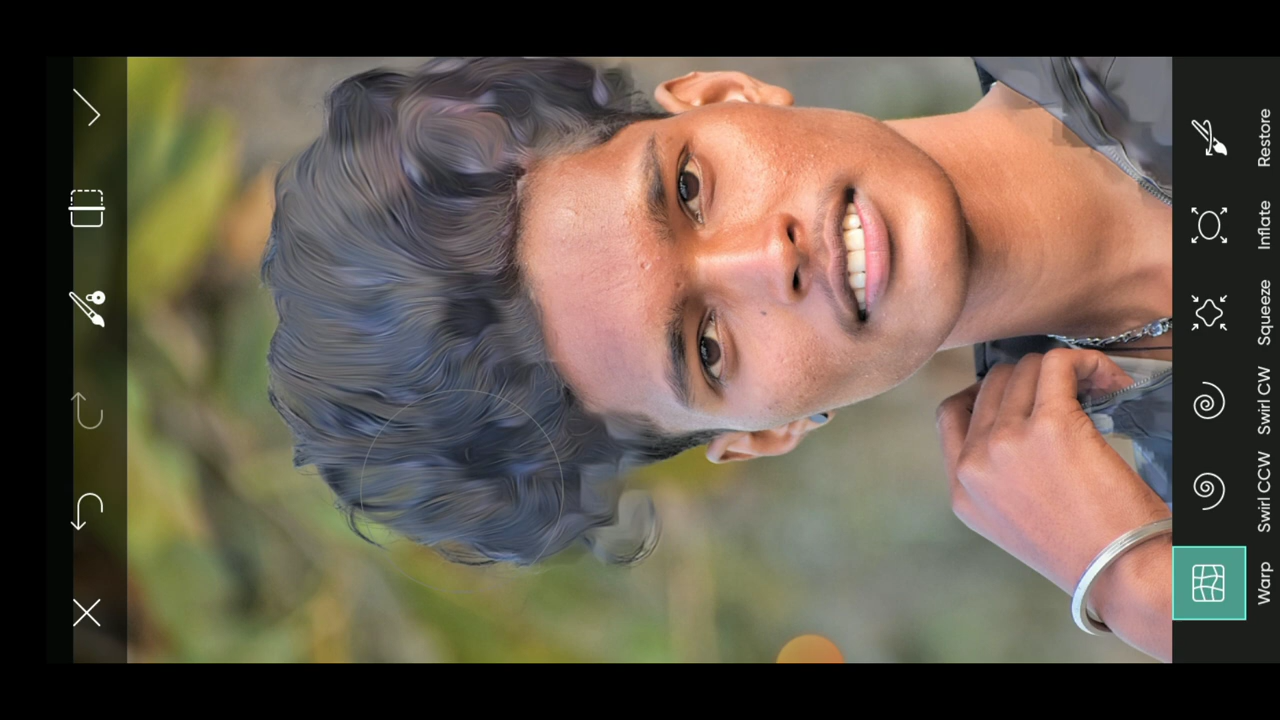 Warp
Swirl CCW
Swirl CW
Squeeze
Inflate
Restore